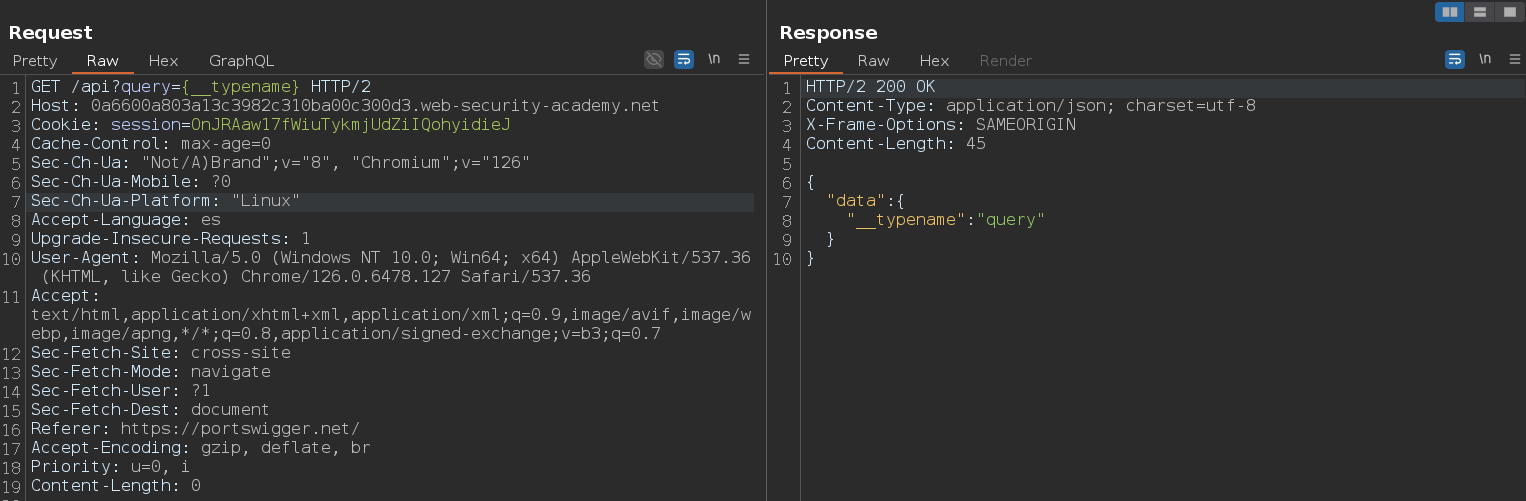 Request
Pretty Raw Hex GraphQL \n
1 GET /api?query={__typename} HTTP/2
2 Host: 0a6600a803a13c3982c310ba00c300d3.web-security-academy.net
3 Cookie: session=OnJRAaw17fWiuTykmjUdZiIQohyidieJ
4 Cache-Control: max-age=0
5 Sec-Ch-Ua: "Not/A)Brand";v="8", "Chromium";v="126"
6 Sec-Ch-Ua-Mobile: ?0
7 Sec-Ch-Ua-Platform: "Linux"
8 Accept-Language: es
9 Upgrade-Insecure-Requests: 1
10 User-Agent: Mozilla/5.0 (Windows NT 10.0; Win64; x64) AppleWebKit/537.36
(KHTML, like Gecko) Chrome/126.0.6478.127 Safari/537.36
11 Accept:
text/html,application/xhtml+xml,application/xml;q=0.9,image/avif,image/w
ebp,image/apng,*/*;q=0.8,application/signed-exchange;v=b3;q=0.7
12 Sec-Fetch-Site: cross-site
13 Sec-Fetch-Mode: navigate
14 Sec-Fetch-User: ?1
15 Sec-Fetch-Dest: document
16 Referer: https://portswigger.net/
17 Accept-Encoding: gzip, deflate, br
18 Priority: u=0, i
19 Content-Length: 0
Response
Pretty Raw Hex Render \n
1 HTTP/2 200 OK
2 Content-Type: application/json; charset=utf-8
3 X-Frame-Options: SAMEORIGIN
4 Content-Length: 45
5
6 {
7 "data":{
8 "__typename":"query"
9 }
10 }